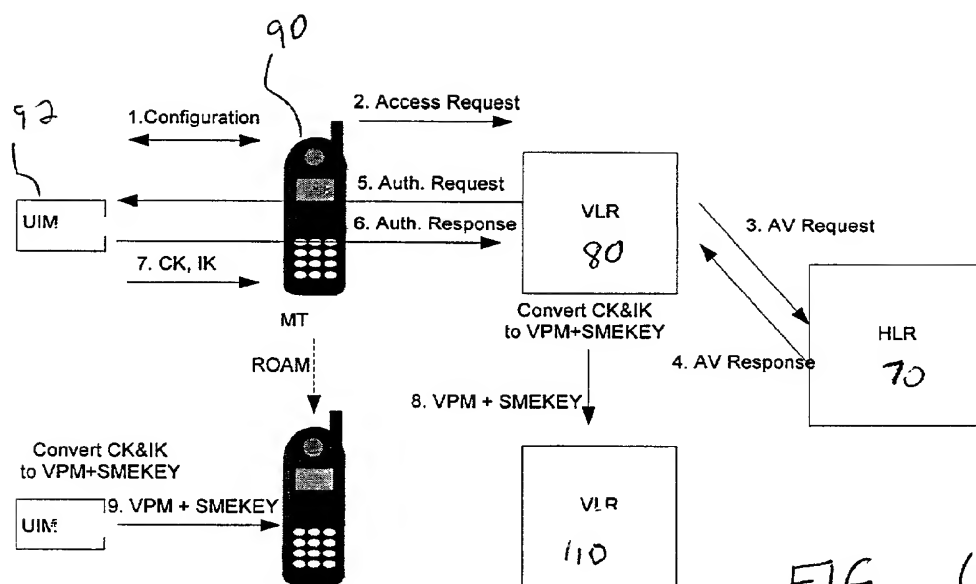 90
92
1.Configuration
2. Access Request
UIM
5. Auth. Request
6. Auth. Response
7. CK, IK
MT
VLR
80
3. AV Request
4. AV Response
HLR
70
Convert CK&IK
to VPM+SMEKEY
ROAM
8. VPM + SMEKEY
Convert CK&IK
to VPM+SMEKEY
UIM
9. VPM + SMEKEY
VLR
110
FIG